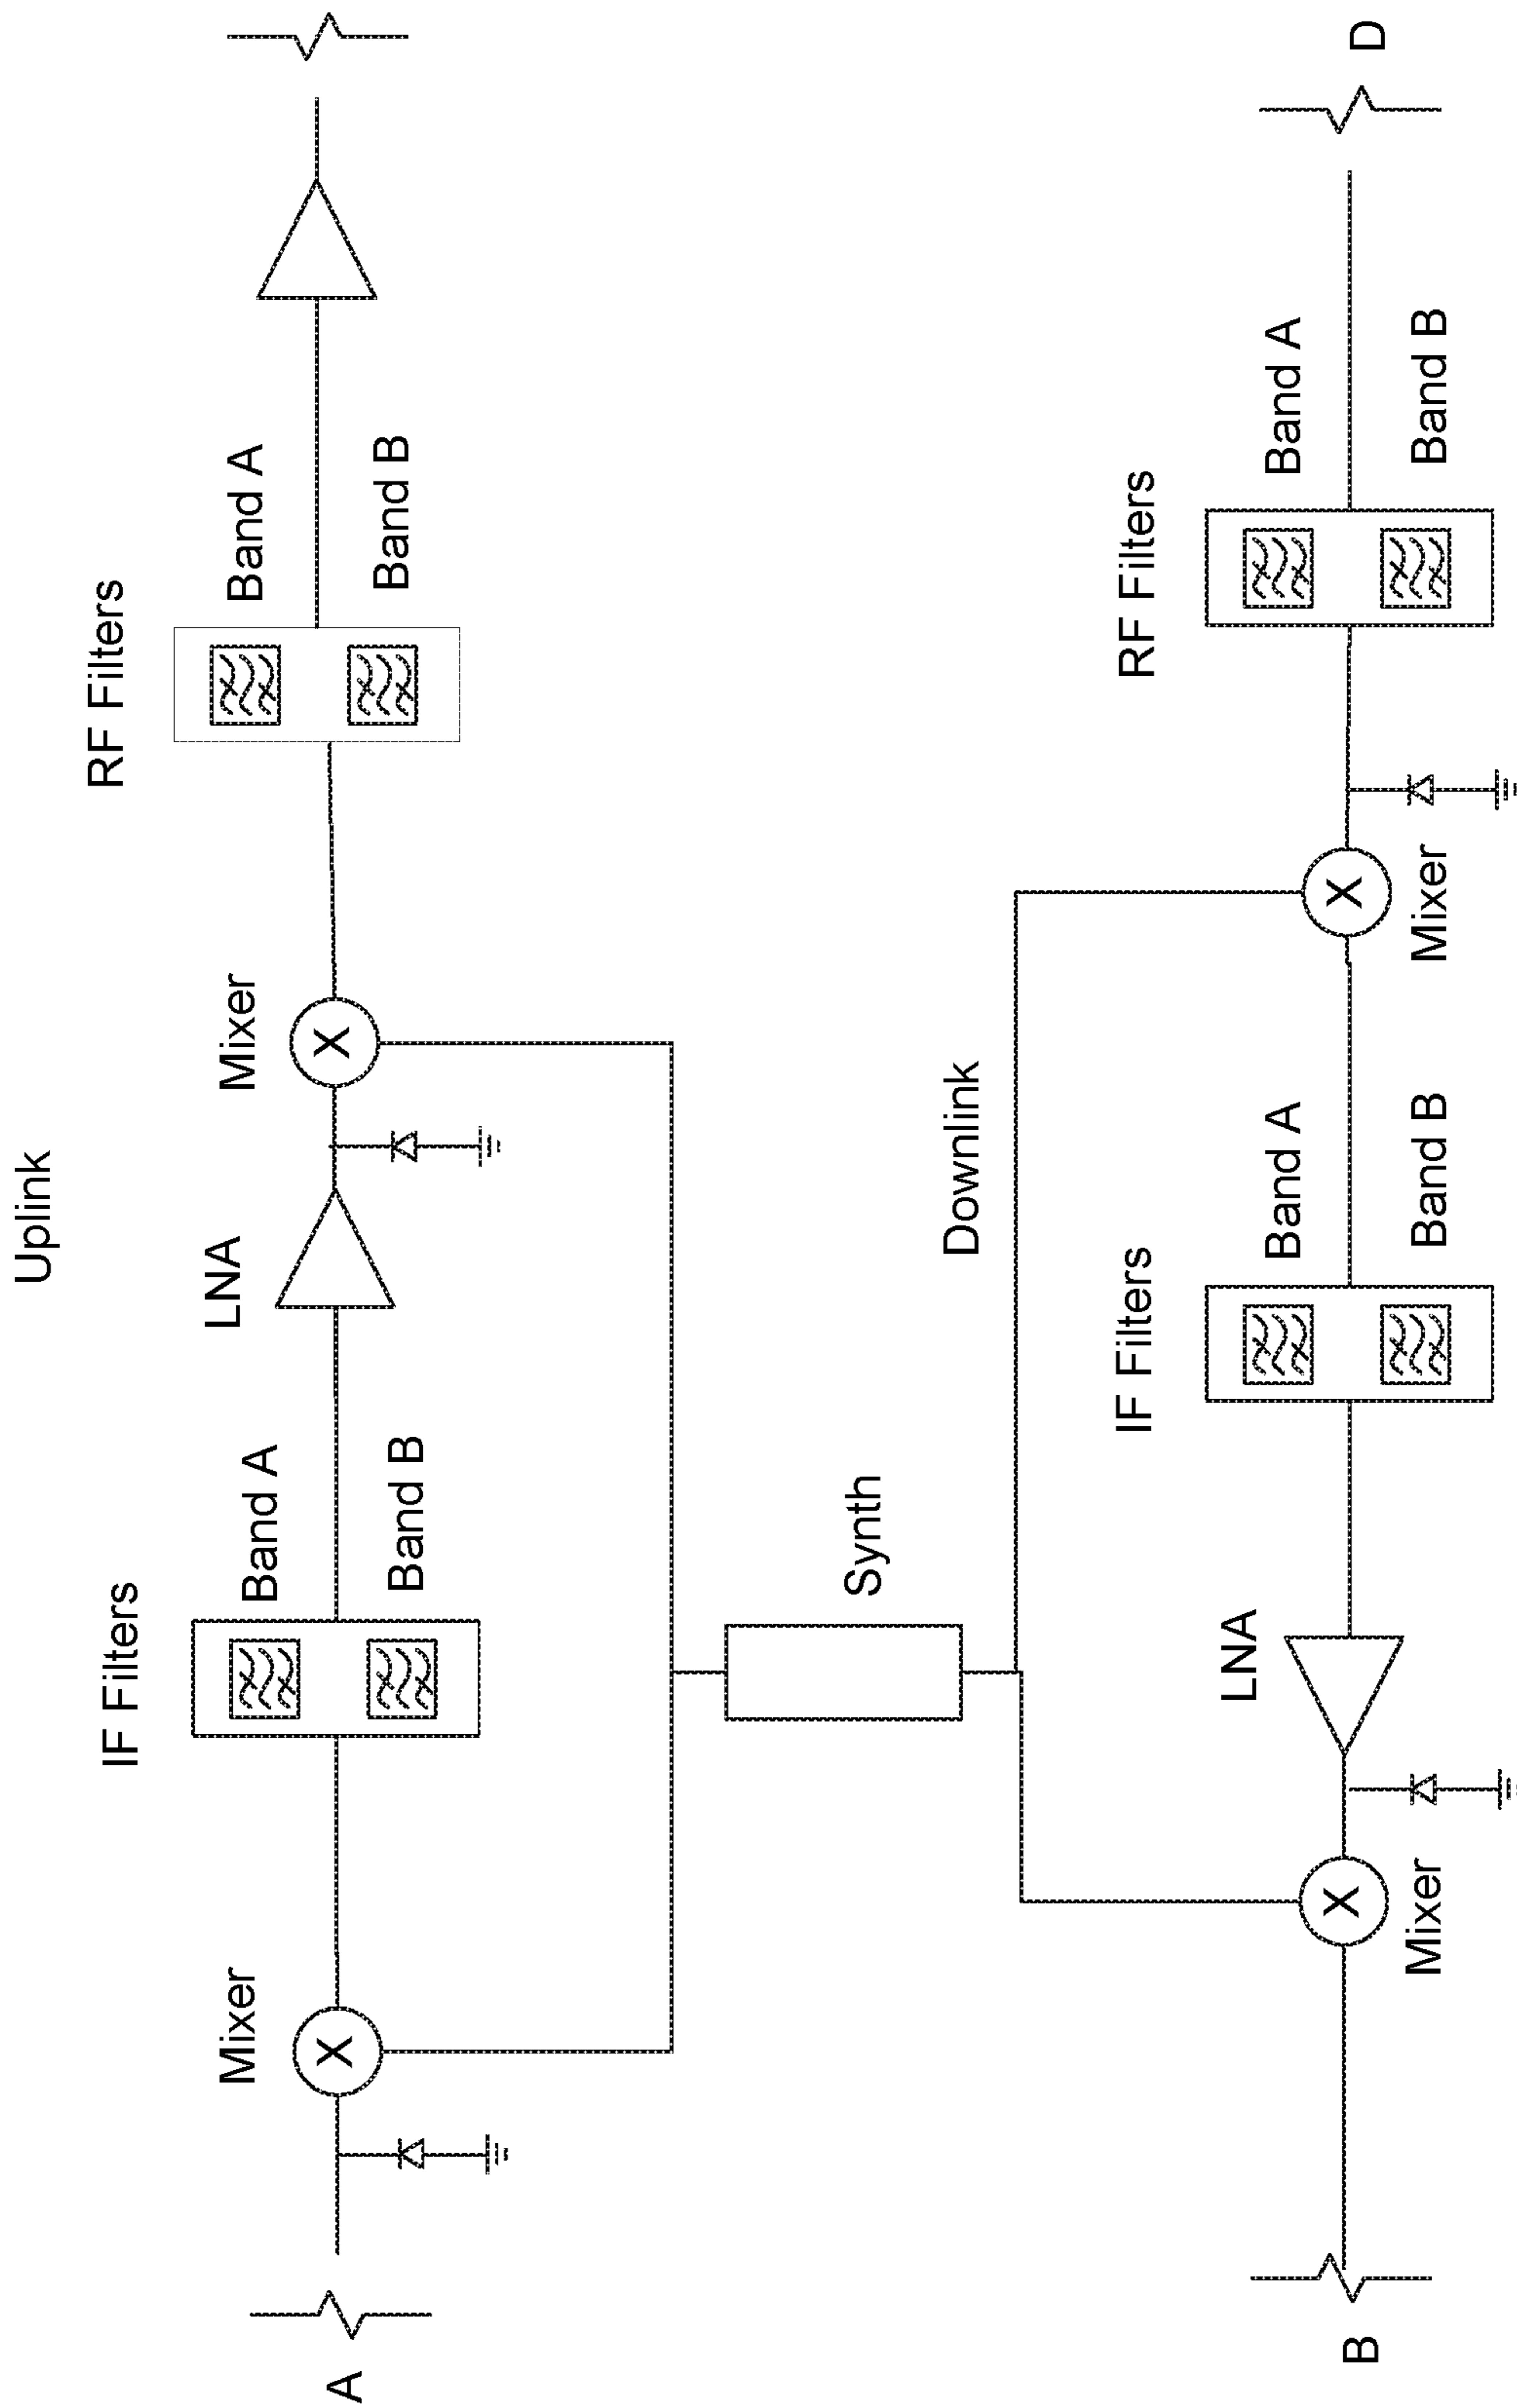 Uplink
RF Filters
IF Filters
Mixer
LNA
Mixer
Band A
Band A
Band B
Band B
A
X
X
Synth
Downlink
IF Filters
RF Filters
LNA
Band A
Band A
B
X
X
D
Mixer
Band B
Mixer
Band B